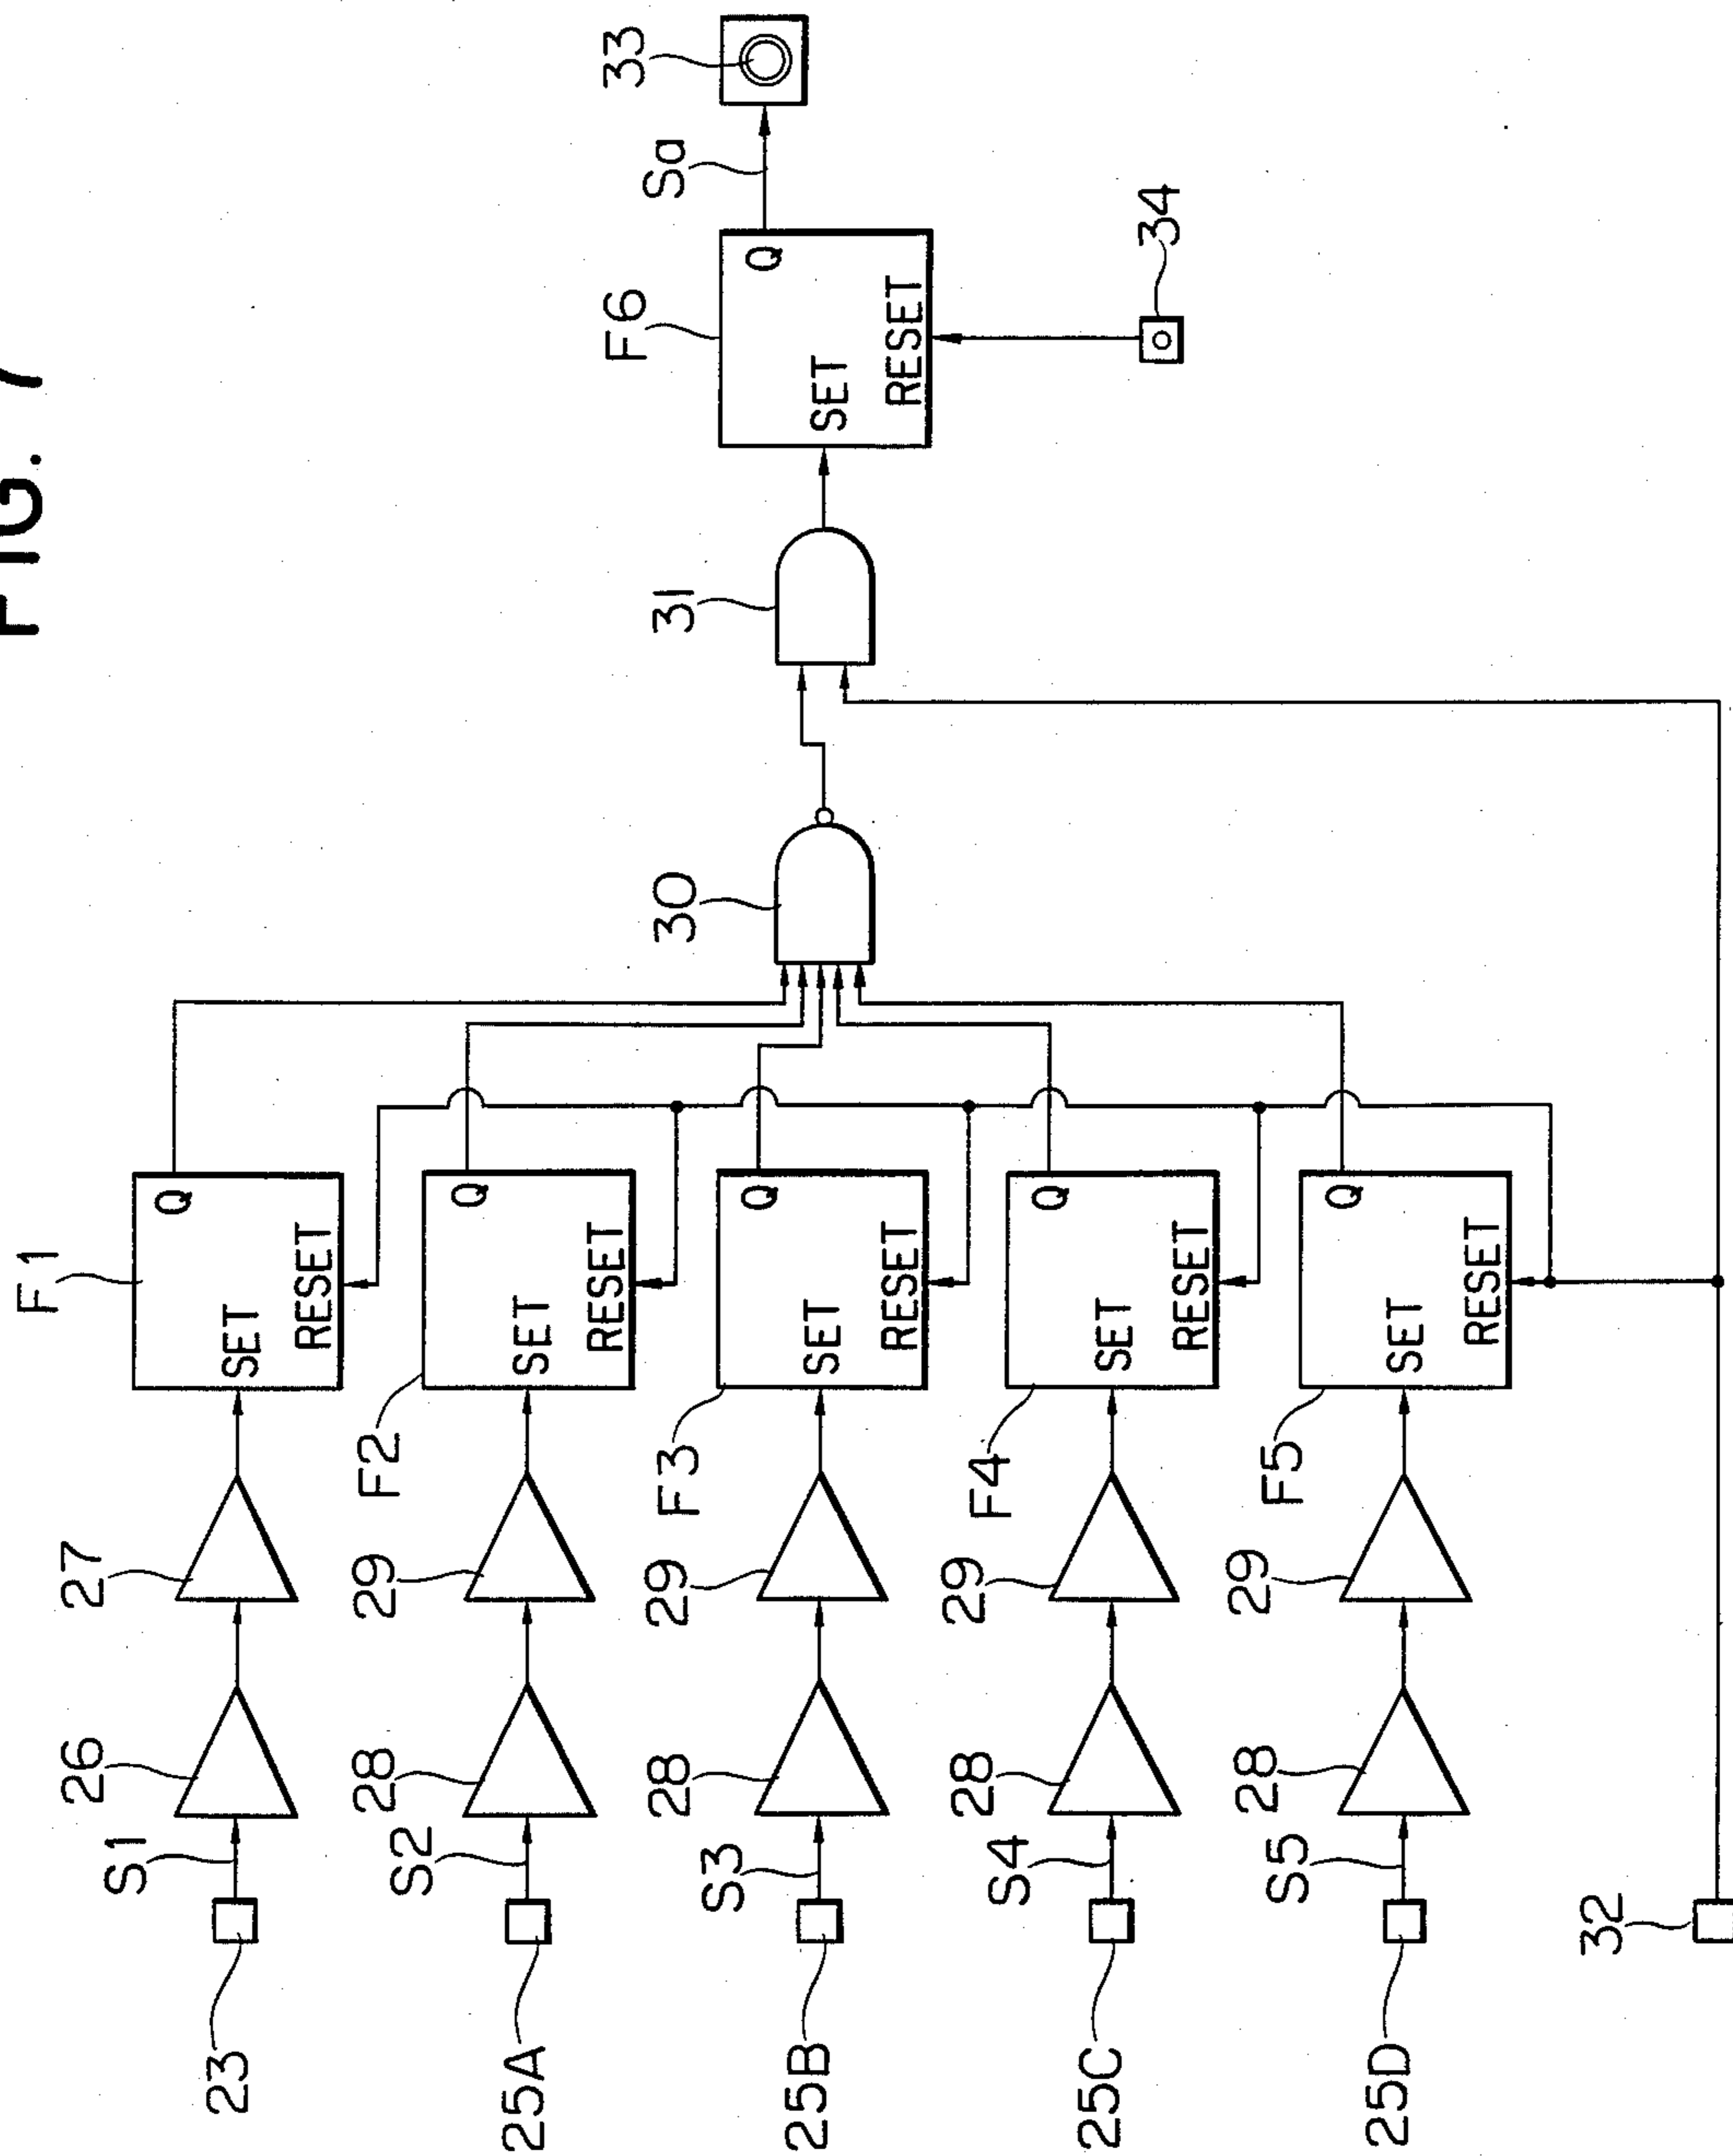 FIG. 7
F1
Q
SET
RESET
27
26
S1
23
F2
Q
SET
RESET
29
28
S2
25A
F3
Q
SET
RESET
29
28
S3
25B
F4
Q
SET
RESET
29
28
S4
25C
F5
Q
SET
RESET
29
28
S5
25D
32
30
31
F6
Q
SET
RESET
34
Sa
33